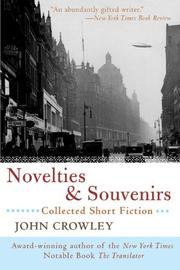 "An abundantly gifted writer."
—New York Times Book Review
Novelties
& Souvenirs
Collected Short Fiction
JOHN CROWLEY
Award-winning author of the New York Times
Notable Book The Translator